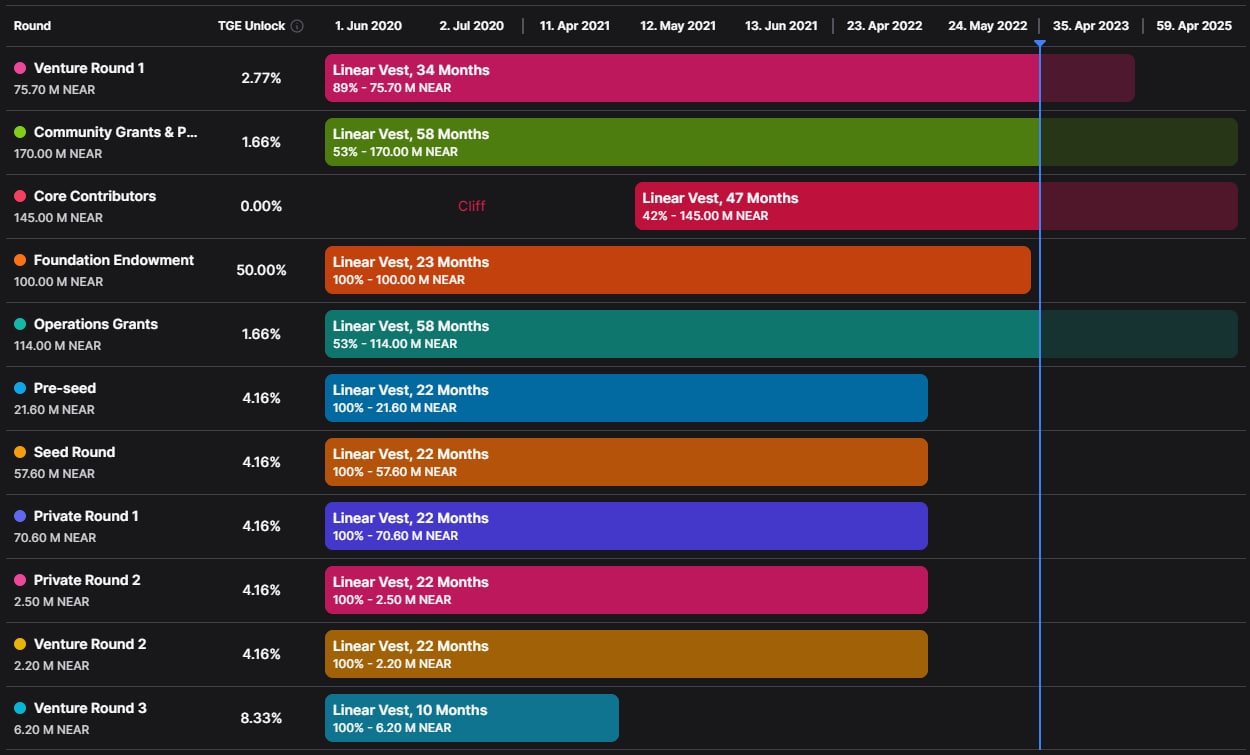 Round TGE Unlock 1. Jun 2020 2. Jul 2020 11. Apr 2021 12. May 2021 13. Jun 2021 23. Apr 2022 24. May 2022 35. Apr 2023 59. Apr 2025
Venture Round 1
75.70 M NEAR
2.77%
Linear Vest, 34 Months
89% - 75.70 M NEAR
Community Grants & P...
170.00 M NEAR
1.66%
Linear Vest, 58 Months
53% - 170.00 M NEAR
Core Contributors
145.00 M NEAR
0.00%
Cliff
Linear Vest, 47 Months
42% - 145.00 M NEAR
Foundation Endowment
100.00 M NEAR
50.00%
Linear Vest, 23 Months
100% - 100.00 M NEAR
Operations Grants
114.00 M NEAR
1.66%
Linear Vest, 58 Months
53% - 114.00 M NEAR
Pre-seed
21.60 M NEAR
4.16%
Linear Vest, 22 Months
100% - 21.60 M NEAR
Seed Round
57.60 M NEAR
4.16%
Linear Vest, 22 Months
100% - 57.60 M NEAR
Private Round 1
70.60 M NEAR
4.16%
Linear Vest, 22 Months
100% - 70.60 M NEAR
Private Round 2
2.50 M NEAR
4.16%
Linear Vest, 22 Months
100% - 2.50 M NEAR
Venture Round 2
2.20 M NEAR
4.16%
Linear Vest, 22 Months
100% - 2.20 M NEAR
Venture Round 3
6.20 M NEAR
8.33%
Linear Vest, 10 Months
100% - 6.20 M NEAR